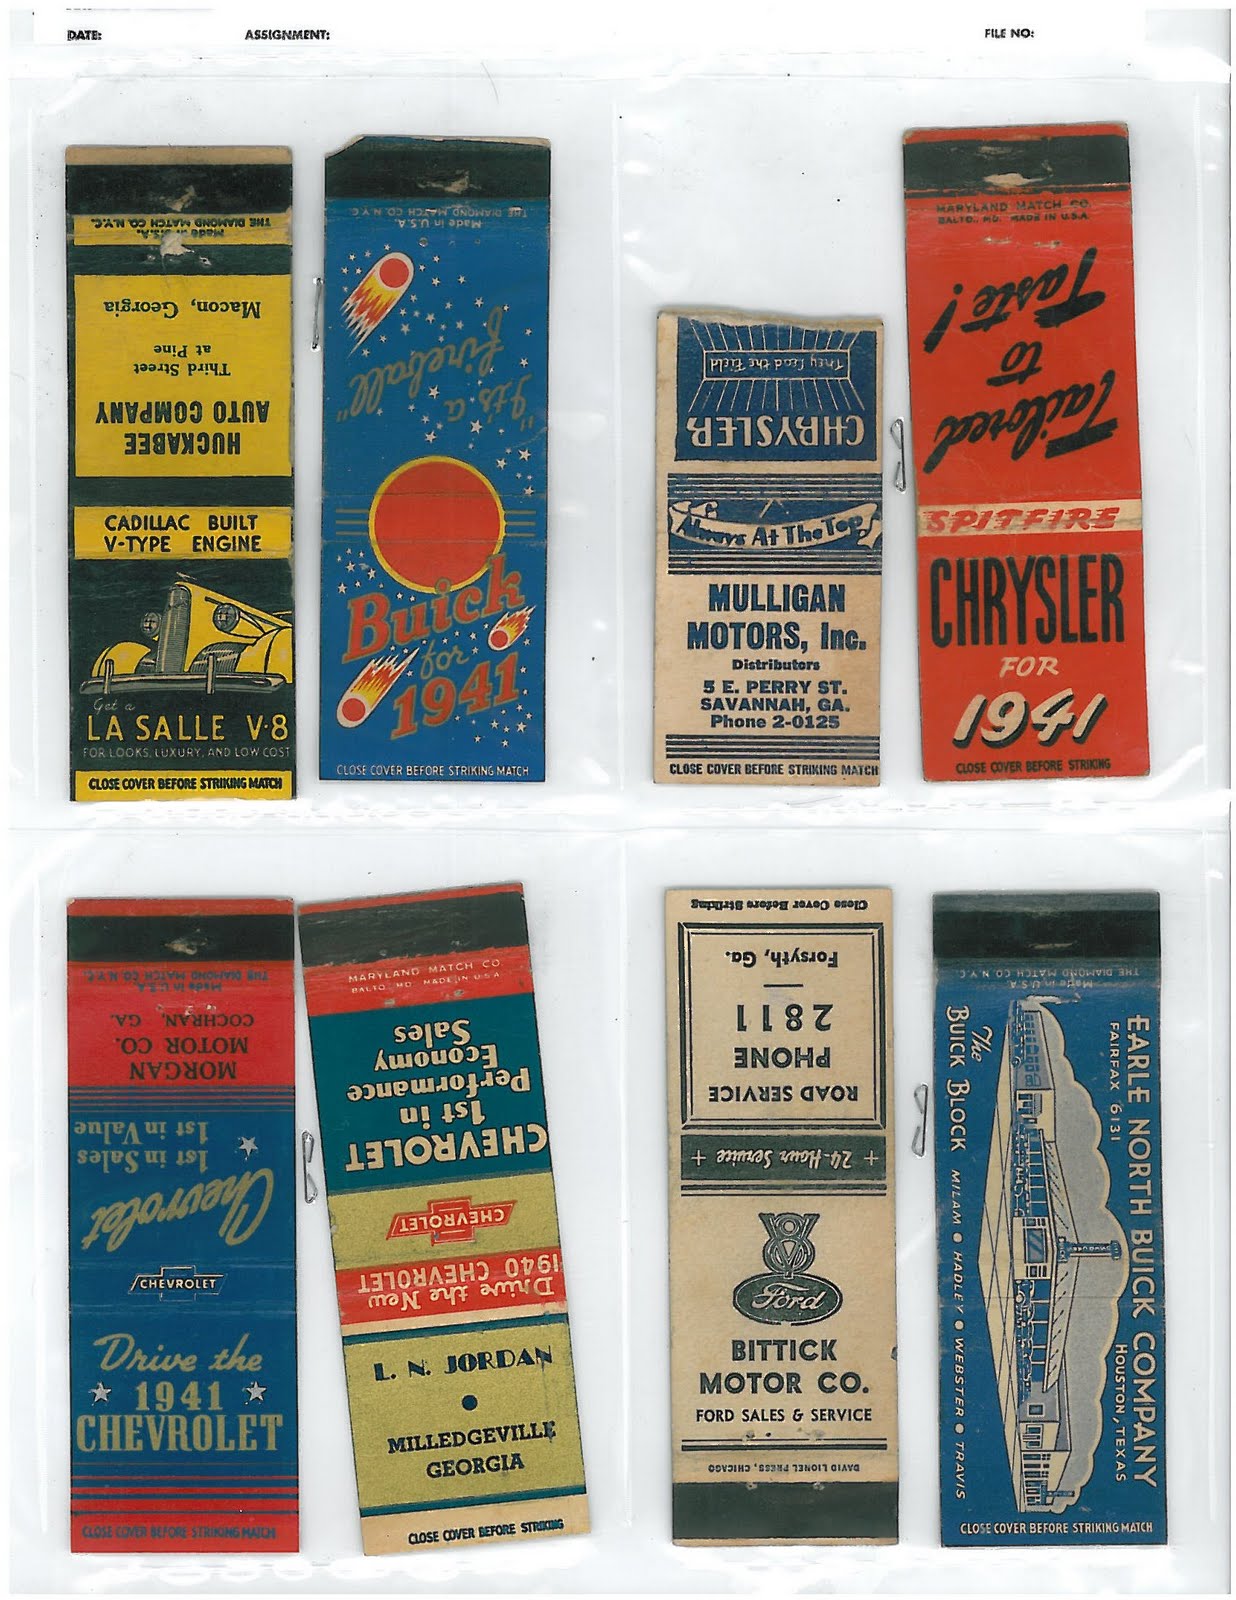 DATE:
ASSIGNMENT:
FILE NO:
THE DIAMOND MATCH CO. N.Y.C.
Made in U.S.A.
Macon, Georgia
at Pine
Third Street
AUTO COMPANY
HUCKABEE
CADILLAC BUILT
V-TYPE ENGINE
Get a
LA SALLE V-8
FOR LOOKS, LUXURY, AND LOW COST
CLOSE COVER BEFORE STRIKING MATCH
THE DIAMOND MATCH CO. N.Y.C.
Made in U.S.A.
"It's a
fireball"
Buick
for
1941
CLOSE COVER BEFORE STRIKING MATCH
They Lead the Field
CHRYSLER
Always At The Top
MULLIGAN
MOTORS, Inc.
Distributors
5 E. PERRY ST.
SAVANNAH, GA.
Phone 2-0125
CLOSE COVER BEFORE STRIKING MATCH
MARYLAND MATCH CO.
BALTO. MD. MADE IN U.S.A.
Tailored
to
Taste!
SPITFIRE
CHRYSLER
FOR
1941
CLOSE COVER BEFORE STRIKING
THE DIAMOND MATCH CO. N.Y.C.
Made in U.S.A.
MORGAN
MOTOR CO.
COCHRAN, GA.
Chevrolet
1st in Sales
1st in Value
CHEVROLET
Drive the
1941
CHEVROLET
CLOSE COVER BEFORE STRIKING MATCH
MARYLAND MATCH CO
BALTO. MD. MADE IN U.S.A.
CHEVROLET
1st in
Performance
Economy
Sales
CHEVROLET
Drive the New
1940 CHEVROLET
L. N. JORDAN
MILLEDGEVILLE
GEORGIA
CLOSE COVER BEFORE STRIKING
Close Cover Before Striking
ROAD SERVICE
PHONE
2811
Forsyth, Ga.
+ 24-Hour Service +
V8
Ford
BITTICK
MOTOR CO.
FORD SALES & SERVICE
DAVID LIONEL PRESS, CHICAGO
THE DIAMOND MATCH CO. N.Y.C.
Made in U.S.A.
EARLE NORTH BUICK COMPANY
FAIRFAX 6131
HOUSTON, TEXAS
The
BUICK BLOCK
MILAM ● HADLEY ● WEBSTER ● TRAVIS
CLOSE COVER BEFORE STRIKING MATCH